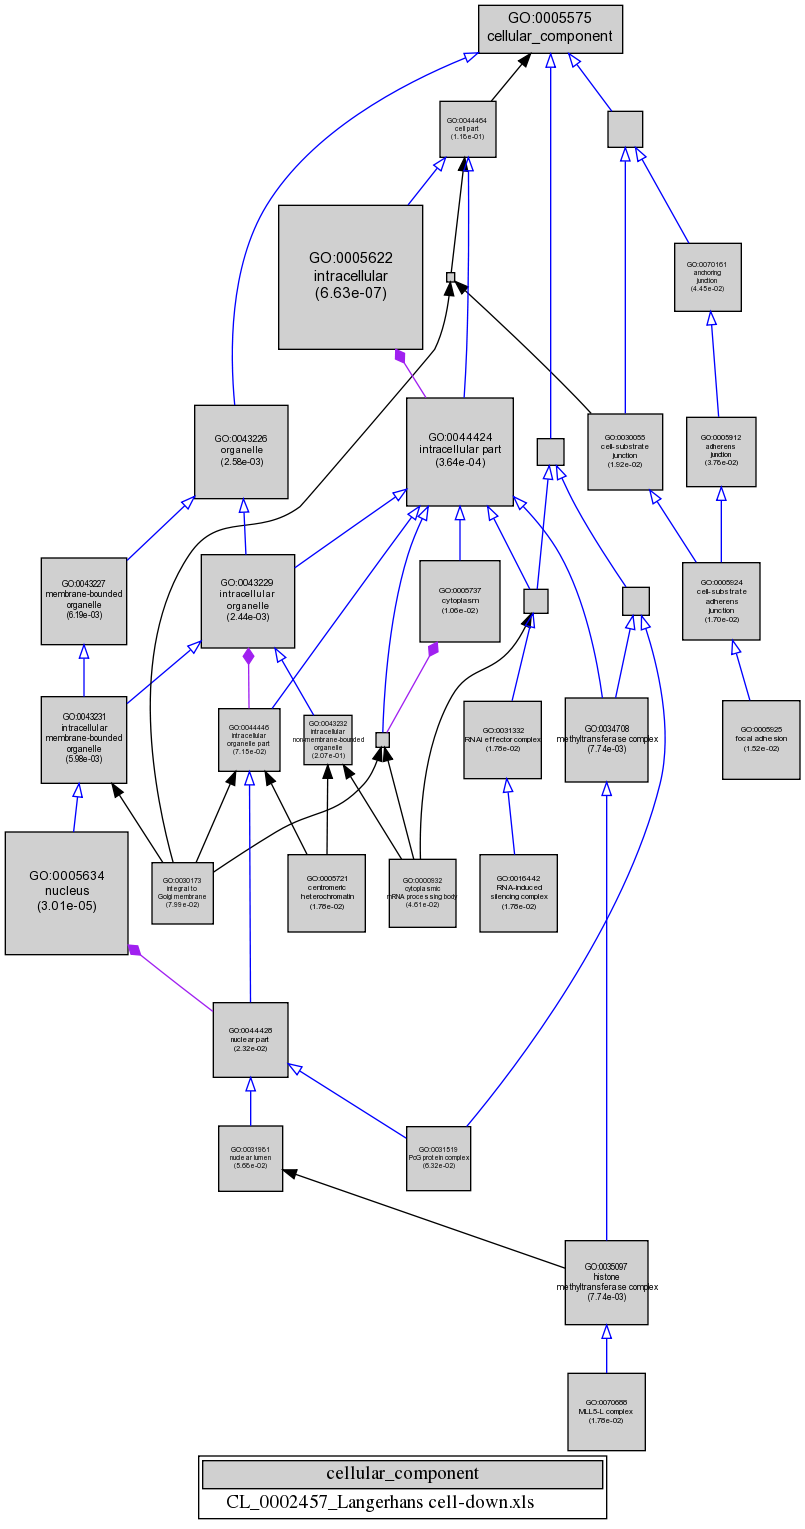 GO:0005575
cellular_component
GO:0044464
cell part
(1.18e-01)
GO:0005622
intracellular
(6.63e-07)
GO:0070161
anchoring
junction
(4.45e-02)
GO:0043226
organelle
(2.58e-03)
GO:0044424
intracellular part
(3.64e-04)
GO:0030055
cell-substrate
junction
(1.92e-02)
GO:0005912
adherens
junction
(3.76e-02)
GO:0043227
membrane-bounded
organelle
(6.19e-03)
GO:0043229
intracellular
organelle
(2.44e-03)
GO:0005737
cytoplasm
(1.06e-02)
GO:0005924
cell-substrate
adherens
junction
(1.70e-02)
GO:0043231
intracellular
membrane-bounded
organelle
(5.98e-03)
GO:0044446
intracellular
organelle part
(7.15e-02)
GO:0043232
intracellular
non-membrane-bounded
organelle
(2.07e-01)
GO:0031332
RNAi effector complex
(1.78e-02)
GO:0034708
methyltransferase complex
(7.74e-03)
GO:0005925
focal adhesion
(1.52e-02)
GO:0005634
nucleus
(3.01e-05)
GO:0030173
integral to
Golgi membrane
(7.99e-02)
GO:0005721
centromeric
heterochromatin
(1.78e-02)
GO:0000932
cytoplasmic
mRNA processing body
(4.61e-02)
GO:0016442
RNA-induced
silencing complex
(1.78e-02)
GO:0044428
nuclear part
(2.32e-02)
GO:0031981
nuclear lumen
(5.66e-02)
GO:0031519
PcG protein complex
(6.32e-02)
GO:0035097
histone
methyltransferase complex
(7.74e-03)
GO:0070688
MLL5-L complex
(1.78e-02)
cellular_component
CL_0002457_Langerhans cell-down.xls